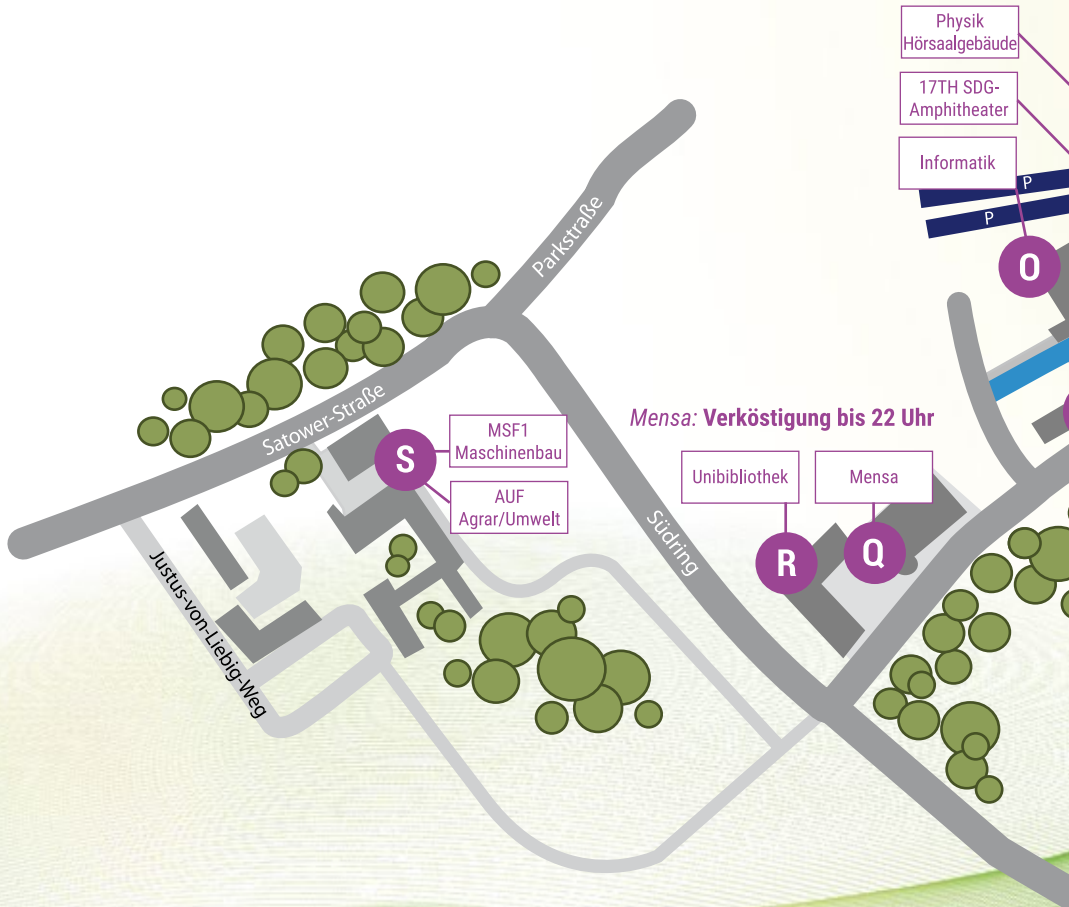 Physik
Hörsaalgebäude
17TH SDG-
Amphitheater
Informatik
P
P
O
Parkstraße
Satower-Straße
Mensa: Verköstigung bis 22 Uhr
S
MSF1
Maschinenbau
AUF
Agrar/Umwelt
Unibibliothek
Mensa
R
Q
Südring
Justus-von-Liebig-Weg